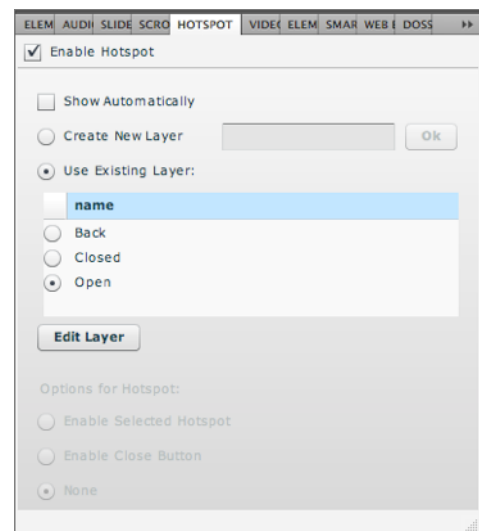 ELEM AUDI SLIDE SCRO HOTSPOT VIDE ELEM SMAR WEB DOSS
Enable Hotspot
Show Automatically
Create New Layer Ok
Use Existing Layer:
name
Back
Closed
Open
Edit Layer
Options for Hotspot:
Enable Selected Hotspot
Enable Close Button
None